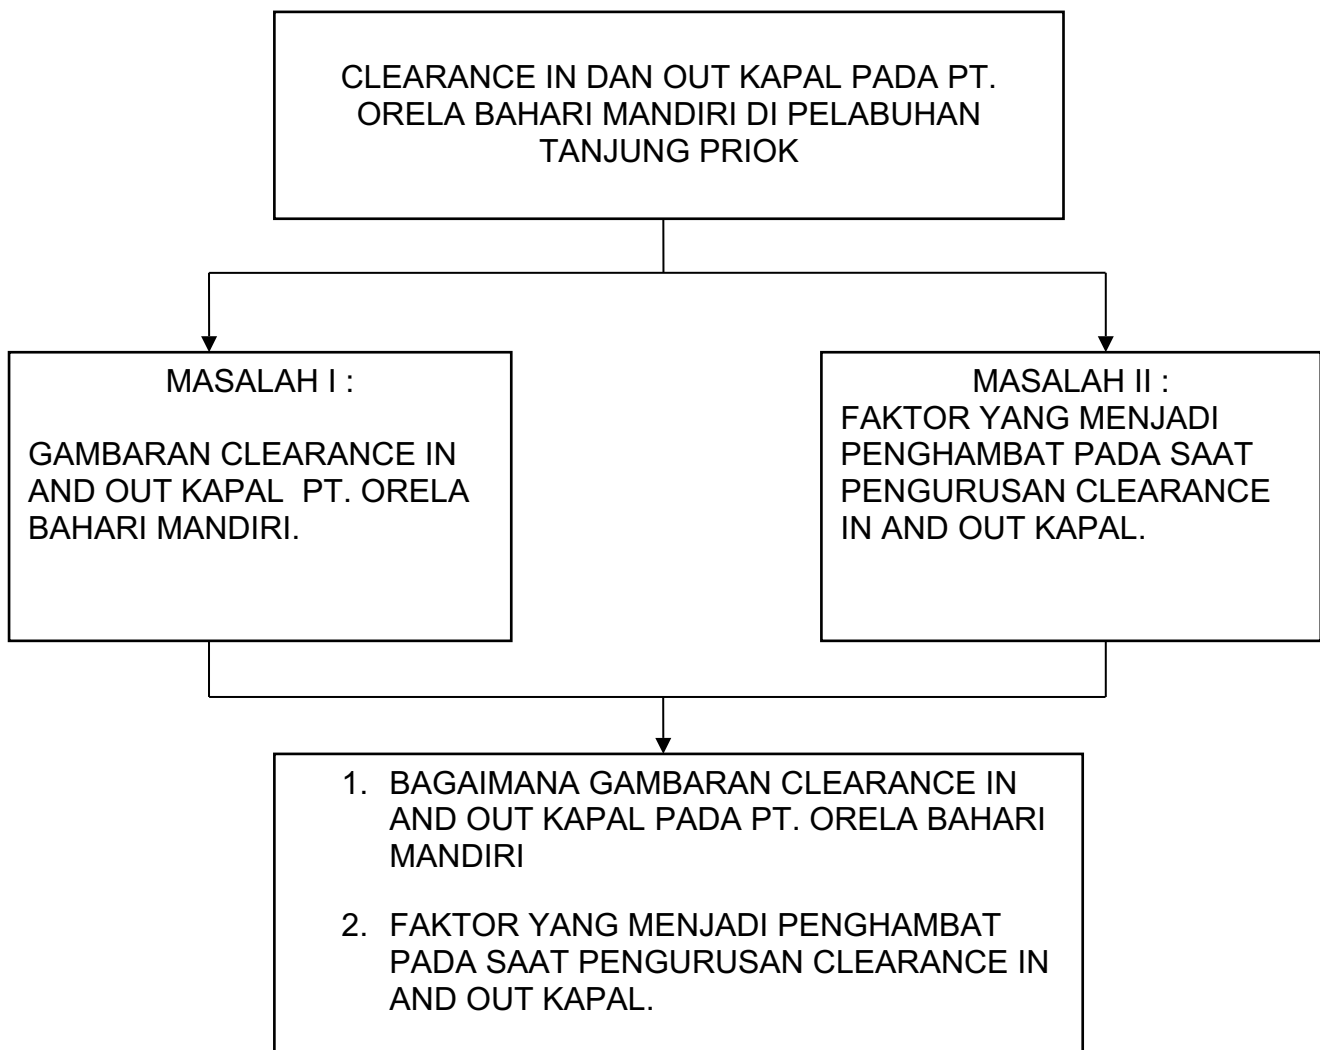 CLEARANCE IN DAN OUT KAPAL PADA PT.
ORELA BAHARI MANDIRI DI PELABUHAN
TANJUNG PRIOK
MASALAH I :
GAMBARAN CLEARANCE IN
AND OUT KAPAL  PT. ORELA
BAHARI MANDIRI.
MASALAH II :
FAKTOR YANG MENJADI
PENGHAMBAT PADA SAAT
PENGURUSAN CLEARANCE
IN AND OUT KAPAL.
1. BAGAIMANA GAMBARAN CLEARANCE IN
AND OUT KAPAL PADA PT. ORELA BAHARI
MANDIRI
2. FAKTOR YANG MENJADI PENGHAMBAT
PADA SAAT PENGURUSAN CLEARANCE IN
AND OUT KAPAL.